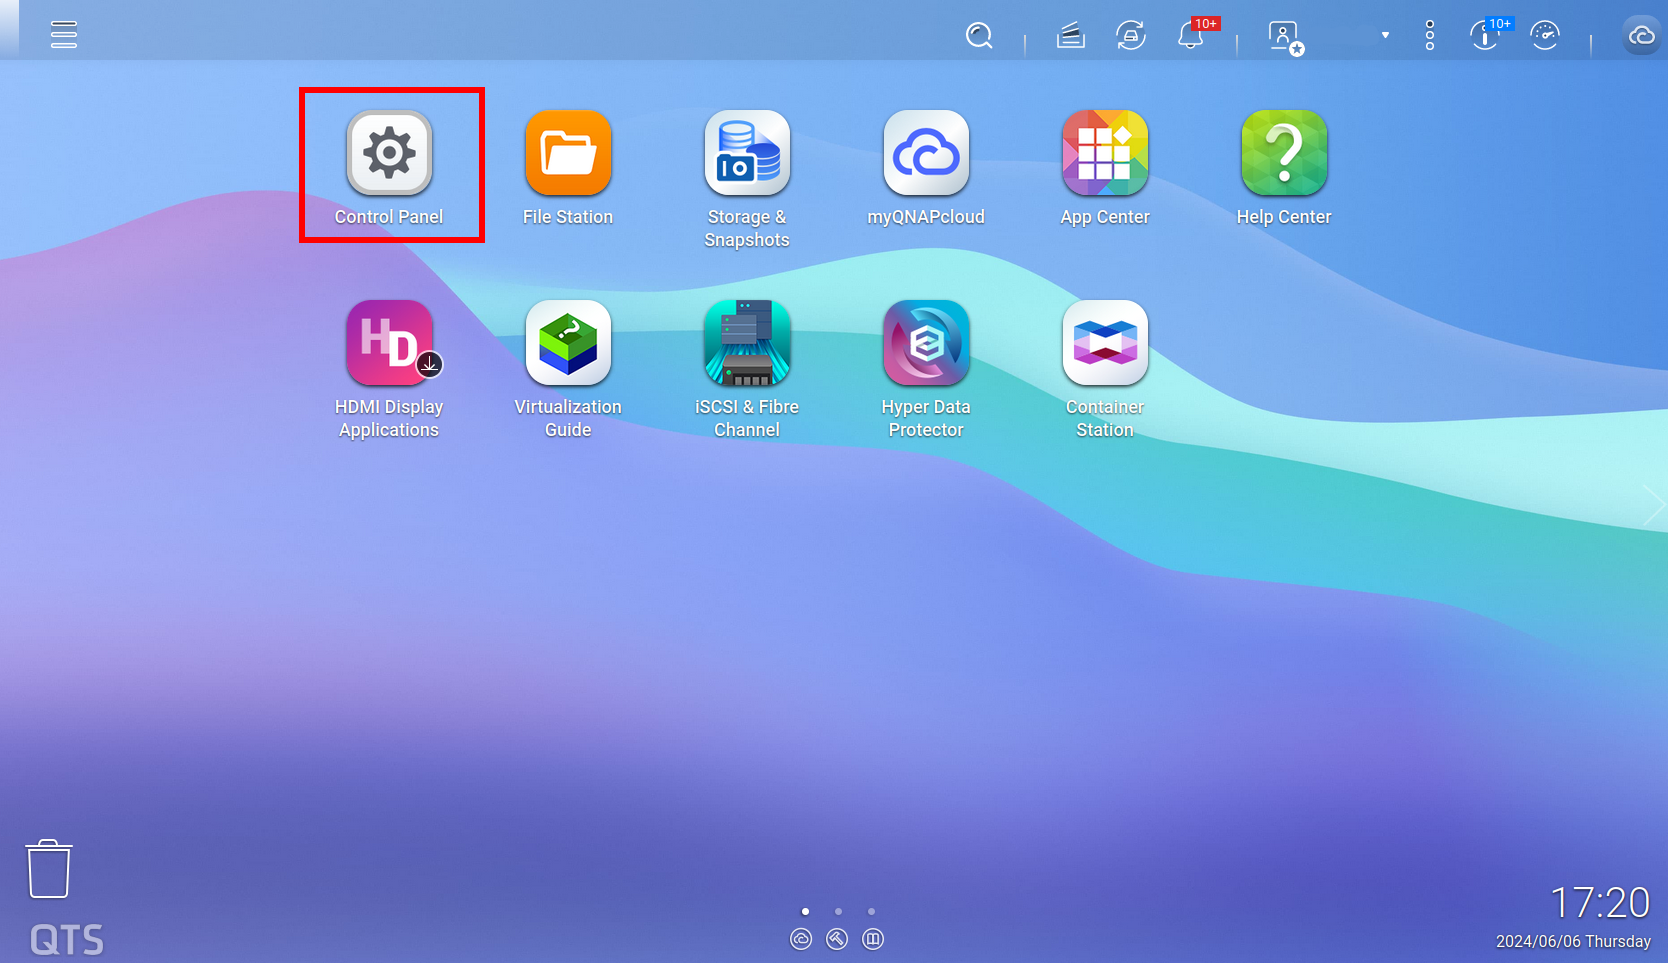 10+
10+
Control Panel
File Station
Storage &
Snapshots
myQNAPcloud
App Center
Help Center
HD
HDMI Display
Applications
Virtualization
Guide
iSCSI & Fibre
Channel
Hyper Data
Protector
Container
Station
17:20
2024/06/06 Thursday
QTS